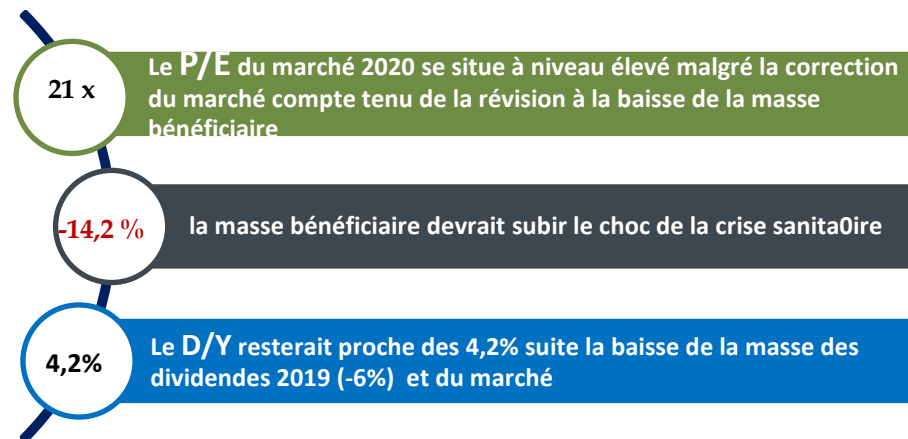 21 x
Le P/E du marché 2020 se situe à niveau élevé malgré la correction
du marché compte tenu de la révision à la baisse de la masse
bénéficiaire
-14,2 %
la masse bénéficiaire devrait subir le choc de la crise sanita0ire
4,2%
Le D/Y resterait proche des 4,2% suite la baisse de la masse des
dividendes 2019 (-6%) et du marché